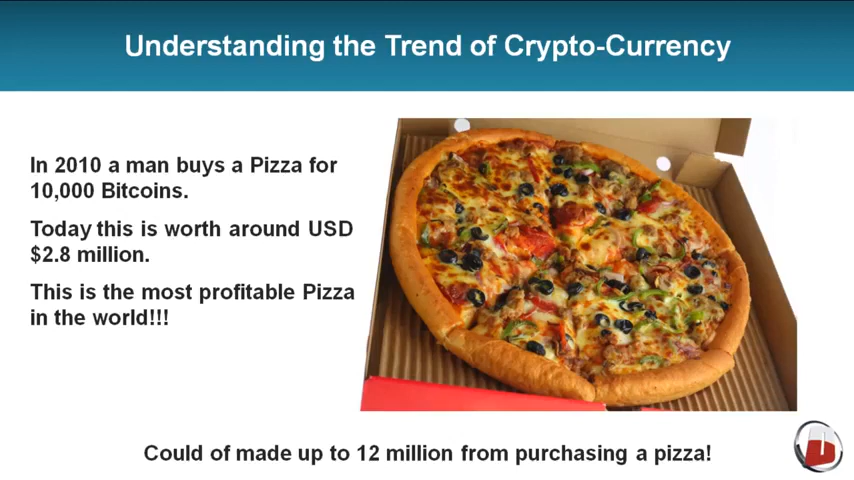 Understanding the Trend of Crypto-Currency
In 2010 a man buys a Pizza for
10,000 Bitcoins.
Today this is worth around USD
$2.8 million.
This is the most profitable Pizza
in the world!!!
Could of made up to 12 million from purchasing a pizza!